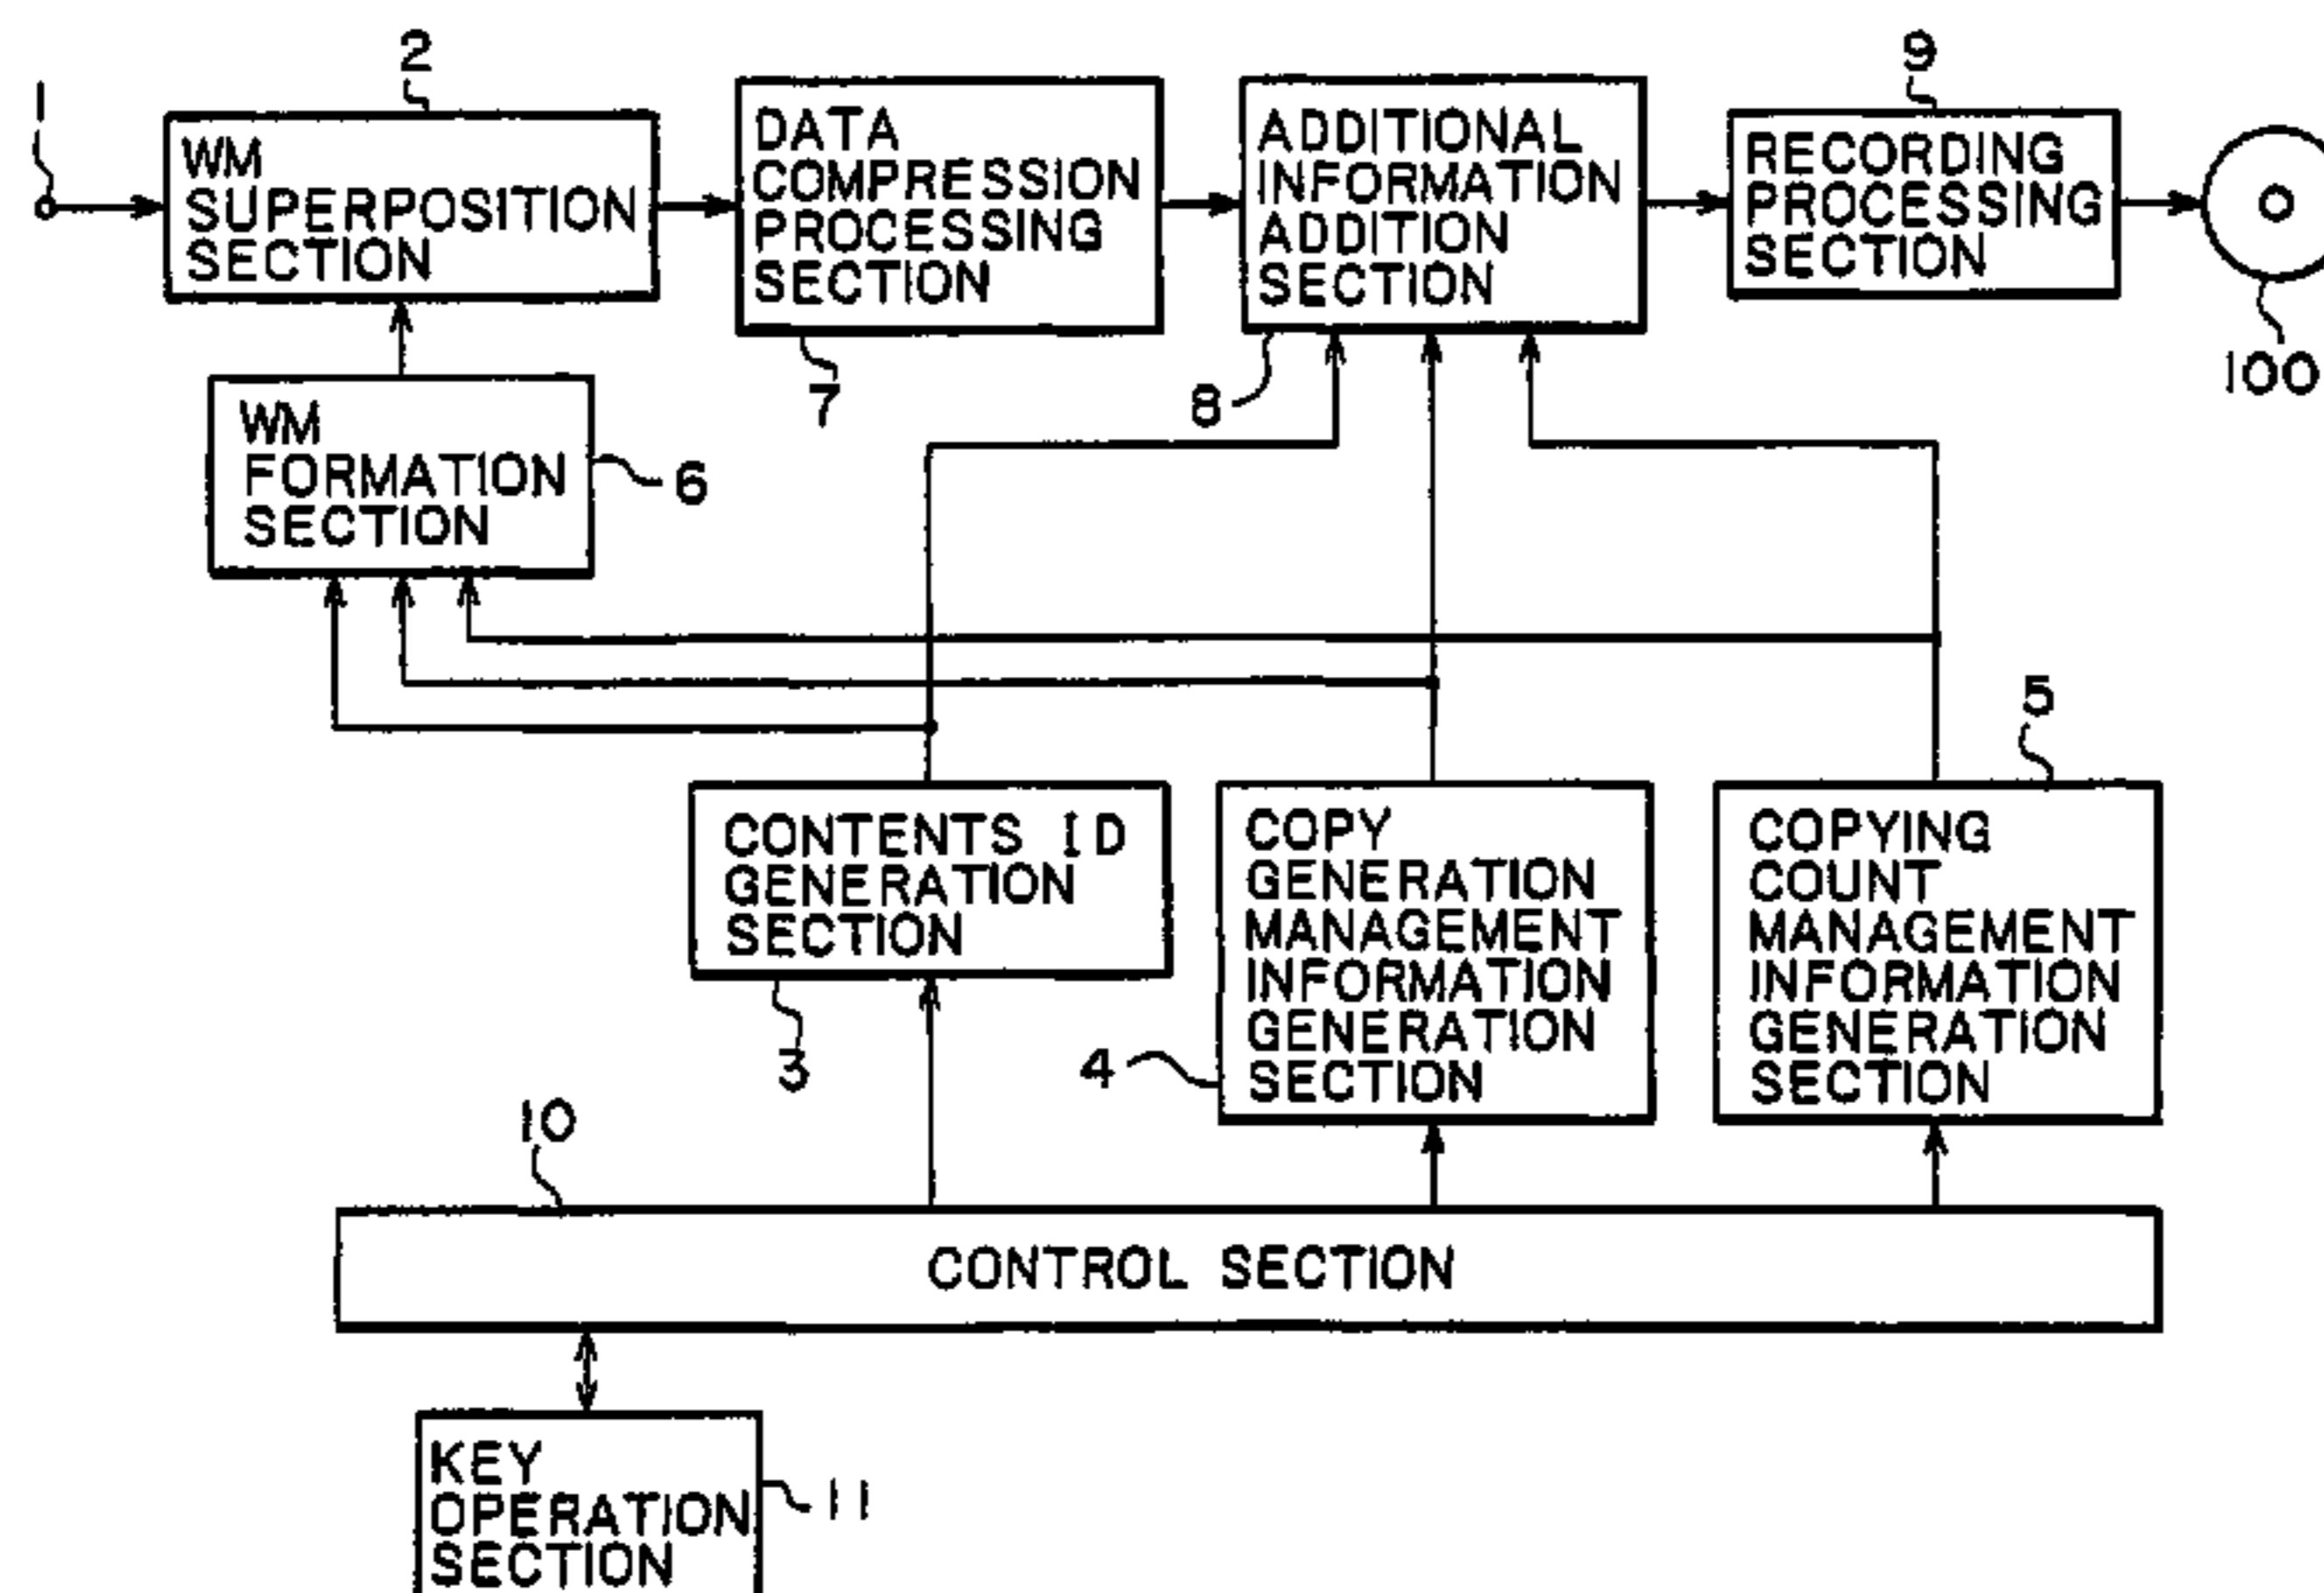 1
2
WM
SUPERPOSITION
SECTION
DATA
COMPRESSION
PROCESSING
SECTION
7
ADDITIONAL
INFORMATION
ADDITION
SECTION
8
9
RECORDING
PROCESSING
SECTION
100
WM
FORMATION
SECTION
6
CONTENTS ID
GENERATION
SECTION
3
COPY
GENERATION
MANAGEMENT
INFORMATION
GENERATION
SECTION
4
5
COPYING
COUNT
MANAGEMENT
INFORMATION
GENERATION
SECTION
10
CONTROL SECTION
KEY
OPERATION
SECTION
11